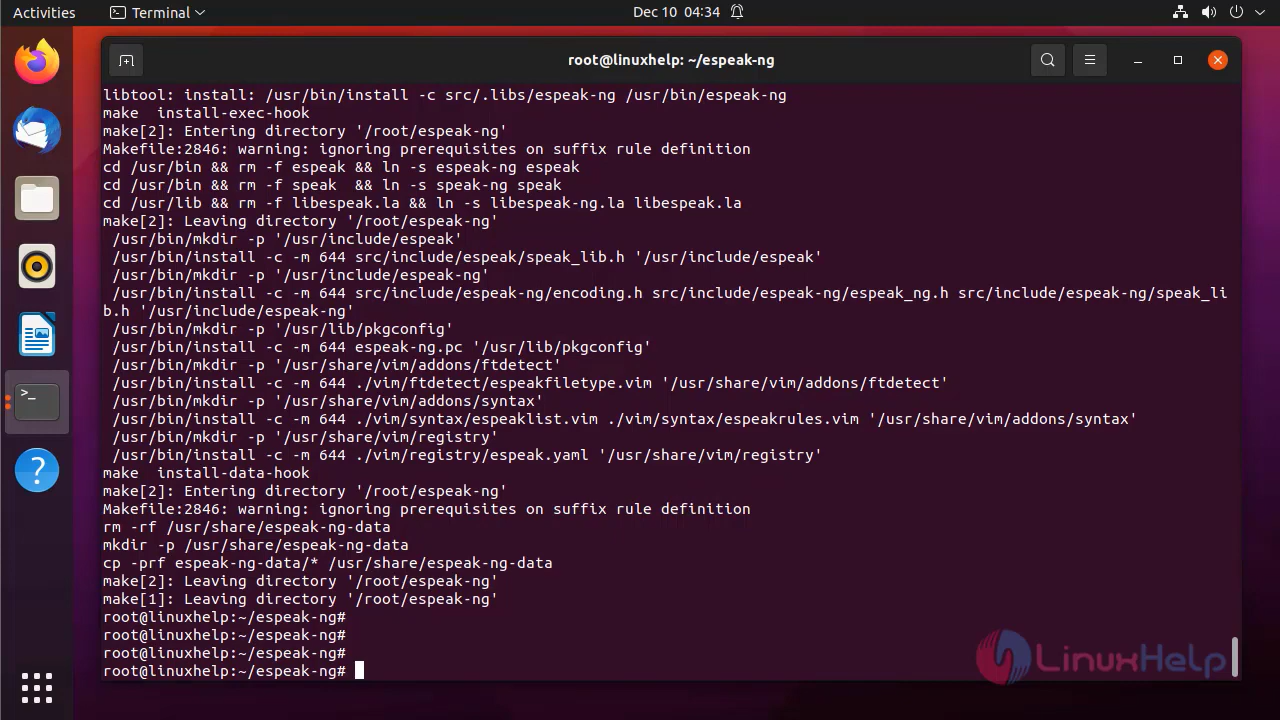 Activities Terminal Dec 10 04:34
root@linuxhelp: ~/espeak-ng
libtool: install: /usr/bin/install -c src/.libs/espeak-ng /usr/bin/espeak-ng
make  install-exec-hook
make[2]: Entering directory '/root/espeak-ng'
Makefile:2846: warning: ignoring prerequisites on suffix rule definition
cd /usr/bin && rm -f espeak && ln -s espeak-ng espeak
cd /usr/bin && rm -f speak  && ln -s speak-ng speak
cd /usr/lib && rm -f libespeak.la && ln -s libespeak-ng.la libespeak.la
make[2]: Leaving directory '/root/espeak-ng'
 /usr/bin/mkdir -p '/usr/include/espeak'
 /usr/bin/install -c -m 644 src/include/espeak/speak_lib.h '/usr/include/espeak'
 /usr/bin/mkdir -p '/usr/include/espeak-ng'
 /usr/bin/install -c -m 644 src/include/espeak-ng/encoding.h src/include/espeak-ng/espeak_ng.h src/include/espeak-ng/speak_li
b.h '/usr/include/espeak-ng'
 /usr/bin/mkdir -p '/usr/lib/pkgconfig'
 /usr/bin/install -c -m 644 espeak-ng.pc '/usr/lib/pkgconfig'
 /usr/bin/mkdir -p '/usr/share/vim/addons/ftdetect'
 /usr/bin/install -c -m 644 ./vim/ftdetect/espeakfiletype.vim '/usr/share/vim/addons/ftdetect'
 /usr/bin/mkdir -p '/usr/share/vim/addons/syntax'
 /usr/bin/install -c -m 644 ./vim/syntax/espeaklist.vim ./vim/syntax/espeakrules.vim '/usr/share/vim/addons/syntax'
 /usr/bin/mkdir -p '/usr/share/vim/registry'
 /usr/bin/install -c -m 644 ./vim/registry/espeak.yaml '/usr/share/vim/registry'
make  install-data-hook
make[2]: Entering directory '/root/espeak-ng'
Makefile:2846: warning: ignoring prerequisites on suffix rule definition
rm -rf /usr/share/espeak-ng-data
mkdir -p /usr/share/espeak-ng-data
cp -prf espeak-ng-data/* /usr/share/espeak-ng-data
make[2]: Leaving directory '/root/espeak-ng'
make[1]: Leaving directory '/root/espeak-ng'
root@linuxhelp:~/espeak-ng#
root@linuxhelp:~/espeak-ng#
root@linuxhelp:~/espeak-ng#
root@linuxhelp:~/espeak-ng#
LinuxHelp